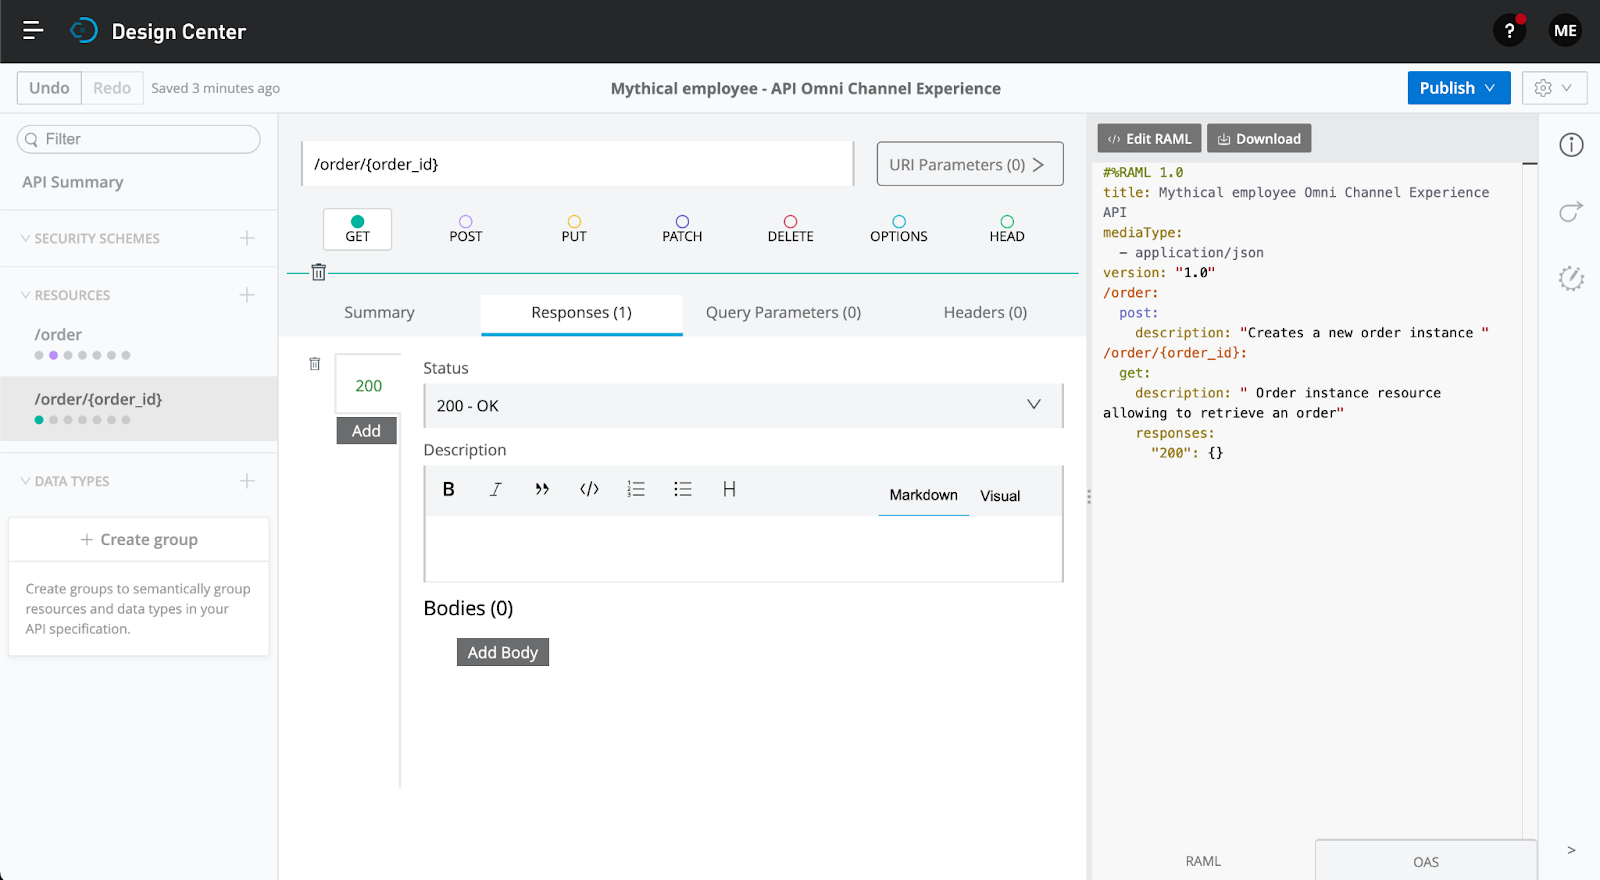 Design Center
?
ME
Undo
Redo
Saved 3 minutes ago
Mythical employee - API Omni Channel Experience
Publish
Filter
API Summary
SECURITY SCHEMES
RESOURCES
/order
/order/{order_id}
DATA TYPES
+ Create group
Create groups to semantically group
resources and data types in your
API specification.
/order/{order_id}
URI Parameters (0) >
GET
POST
PUT
PATCH
DELETE
OPTIONS
HEAD
Summary
Responses (1)
Query Parameters (0)
Headers (0)
200
Add
Status
200 - OK
Description
B
I
”
</>
H
Markdown
Visual
Bodies (0)
Add Body
</> Edit RAML
Download
#%RAML 1.0
title: Mythical employee Omni Channel Experience
API
mediaType:
- application/json
version: "1.0"
/order:
post:
description: "Creates a new order instance "
/order/{order_id}:
get:
description: " Order instance resource
allowing to retrieve an order"
responses:
"200": {}
RAML
OAS
>